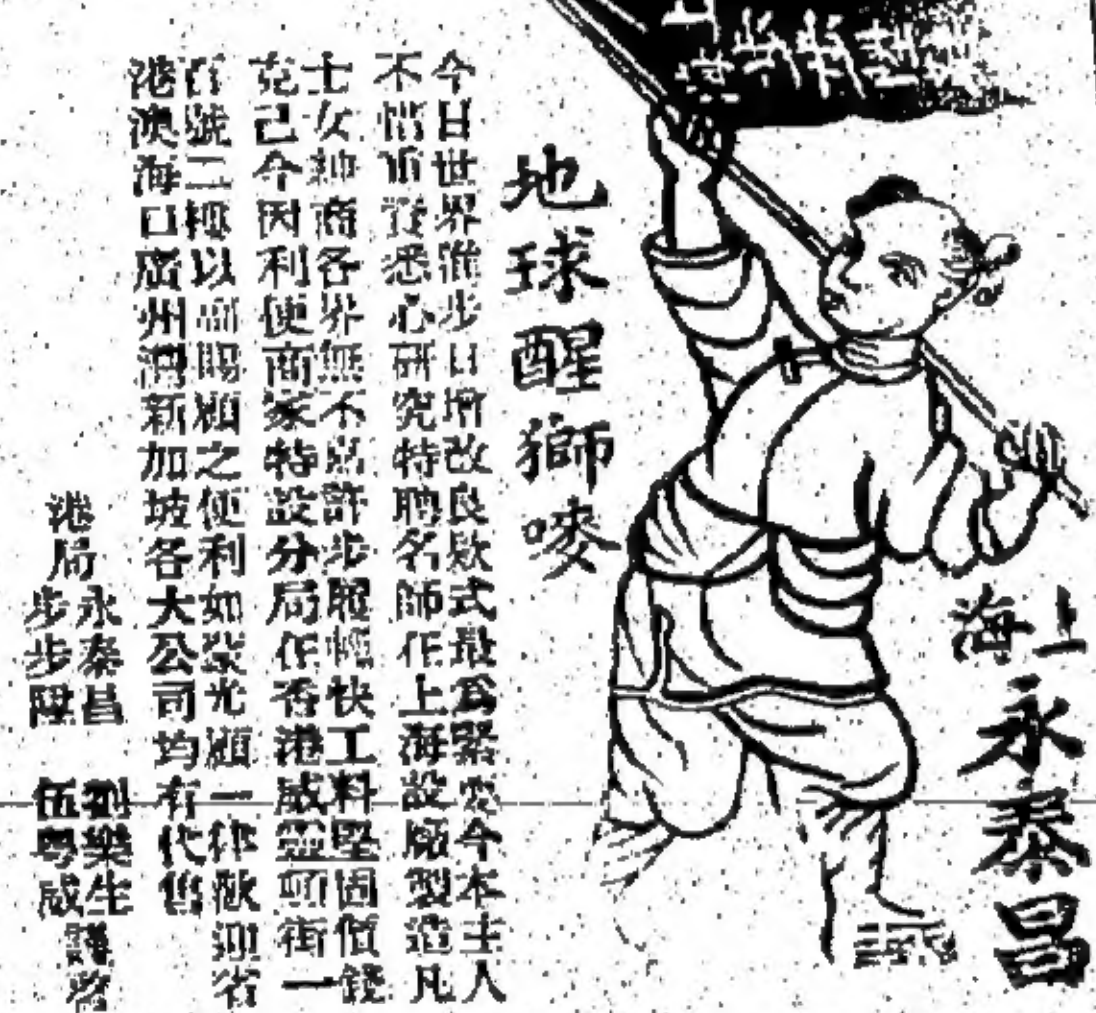 上海永泰昌
地球醒獅嘜
今日世界進步日增改良欵式最為緊要今本主人
不惜重資悉心研究特聘名師在上海設廠製造凡
士女紳商各界無不嘉許步履輕快工料堅固價錢
克己今因利便商家特設分局在香港威靈頓街一
百號二樓以備賜顧之便利如蒙光顧一律歡迎省
港澳海口廣州灣新加坡各大公司均有代售
港局
永泰昌 劉樂生
步步陞 伍粵威
謹啓